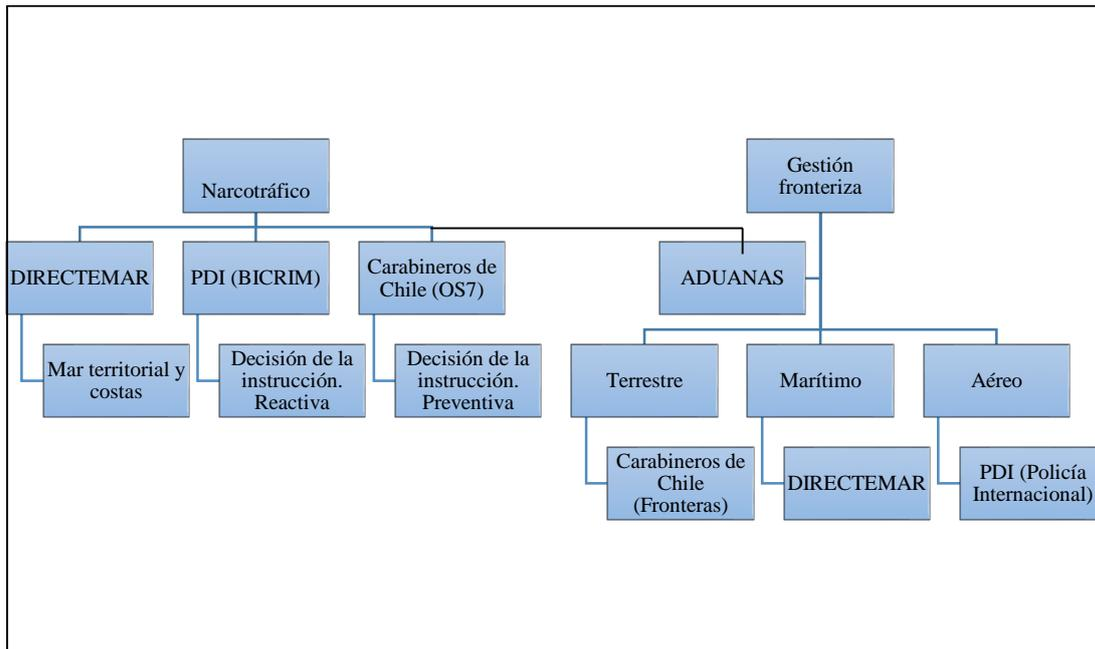 Narcotráfico
Gestión
fronteriza
DIRECTEMAR
PDI (BICRIM)
Carabineros de
Chile (OS7)
ADUANAS
Mar territorial y
costas
Decisión de la
instrucción.
Reactiva
Decisión de la
instrucción.
Preventiva
Terrestre
Marítimo
Aéreo
Carabineros de
Chile
(Fronteras)
DIRECTEMAR
PDI (Policía
Internacional)